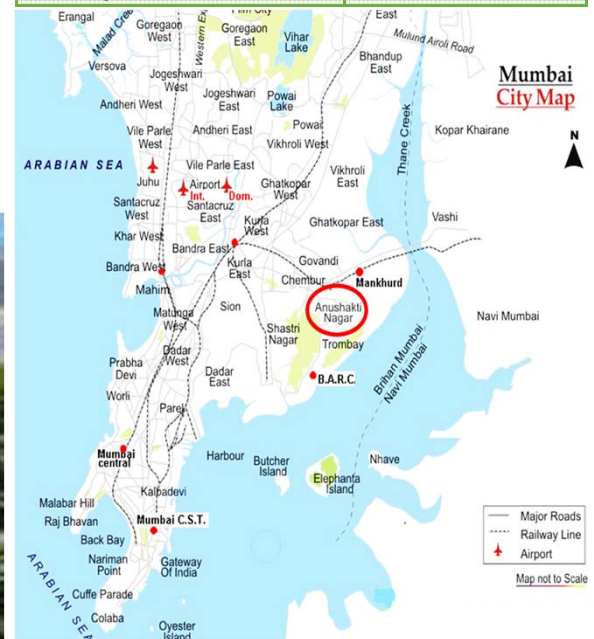 Erangal
Malad Creek
Goregaon
West
Western Ex
Film City
Goregaon
East
Vihar
Lake
East
Mulund Airoli Road
Bhandup
East
Versova
Jogeshwari
West
Mumbai
City Map
Andheri West
Jogeshwari
East
Powai
Lake
Thane Creek
Kopar Khairane
N
Vile Parle
West
Andheri East
Powai
Vikhroli West
ARABIAN SEA
Juhu
Vile Parle East
Airport
Int.
Dom.
Ghatkopar
West
Vikhroli
East
Santacruz
West
Santacruz
East
Kurla
West
Ghatkopar East
Vashi
Khar West
Bandra East
Govandi
Bandra West
Kurla
East
Chembur
Mankhurd
Mahim
Sion
Anushakti
Nagar
Navi Mumbai
Matunga
West
Shastri
Nagar
Trombay
Brihan Mumbai
Navi Mumbai
Dadar
West
Prabha
Devi
Dadar
East
B.A.R.C.
Worli
Parel
Mumbai
central
Harbour
Butcher
Island
Elephanta
Island
Nhave
Malabar Hill
Kalpadevi
Raj Bhavan
Mumbai C.S.T.
Back Bay
Major Roads
Railway Line
Airport
Nariman
Point
Gateway
Of India
Map not to Scale
ARABIAN SEA
Cuffe Parade
Colaba
Oyester
Island